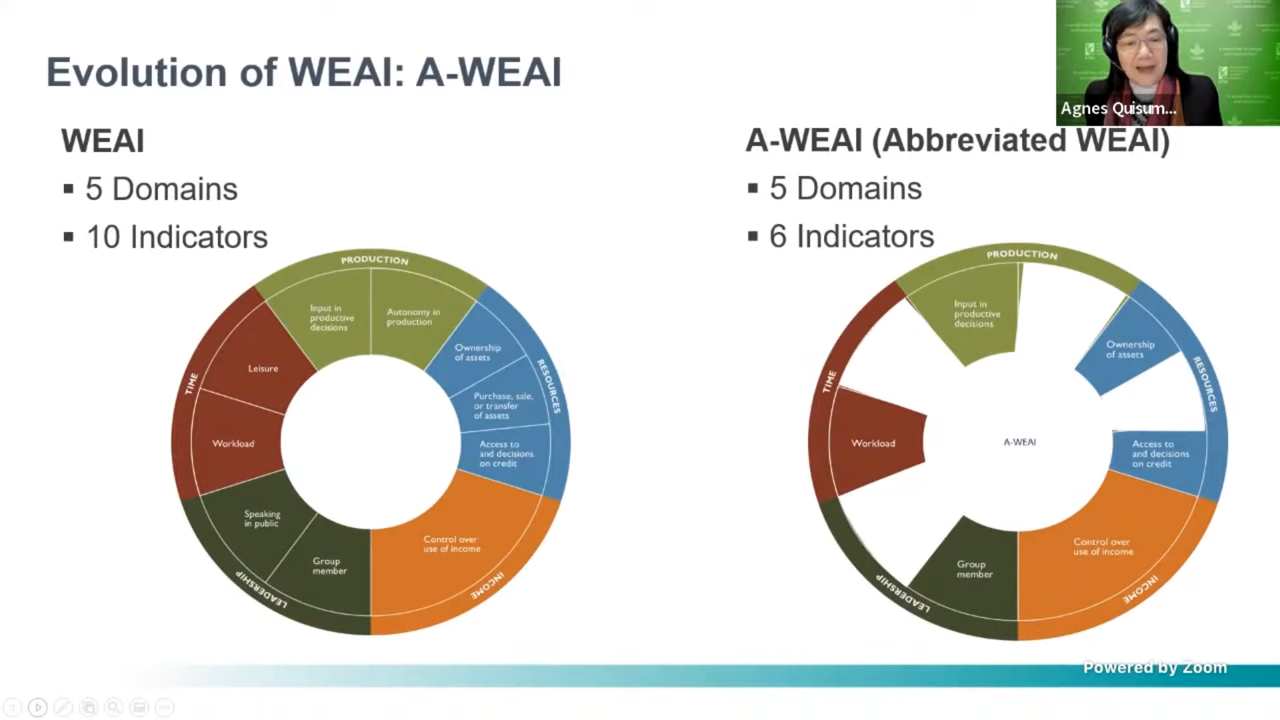 Evolution of WEAI: A-WEAI
Agnes Quisum...
WEAI
▪ 5 Domains
▪ 10 Indicators
PRODUCTION
Input in
productive
decisions
Autonomy in
production
Ownership
of assets
Purchase, sale,
or transfer
of assets
Access to
and decisions
on credit
RESOURCES
Control over
use of income
INCOME
Group
member
Speaking
in public
LEADERSHIP
Workload
Leisure
TIME
A-WEAI (Abbreviated WEAI)
▪ 5 Domains
▪ 6 Indicators
PRODUCTION
Input in
productive
decisions
Ownership
of assets
Access to
and decisions
on credit
RESOURCES
Control over
use of income
INCOME
Group
member
LEADERSHIP
Workload
TIME
A-WEAI
Powered by Zoom